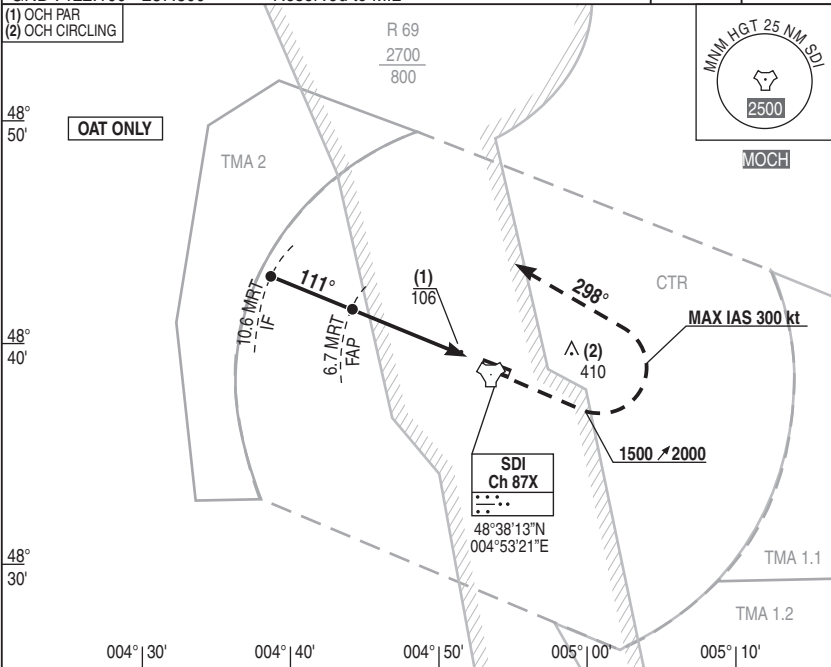 (1) OCH PAR
(2) OCH CIRCLING
R 69
2700
800
MNM HGT 25 NM SDI
2500
MOCH
48°
50'
OAT ONLY
TMA 2
CTR
10.6 MRT
IF
111°
6.7 MRT
FAP
(1)
106
298°
MAX IAS 300 kt
(2)
410
48°
40'
1500 ↗ 2000
SDI
Ch 87X
48°38'13"N
004°53'21"E
48°
30'
TMA 1.1
TMA 1.2
004° 30'
004° 40'
004° 50'
005° 00'
005° 10'